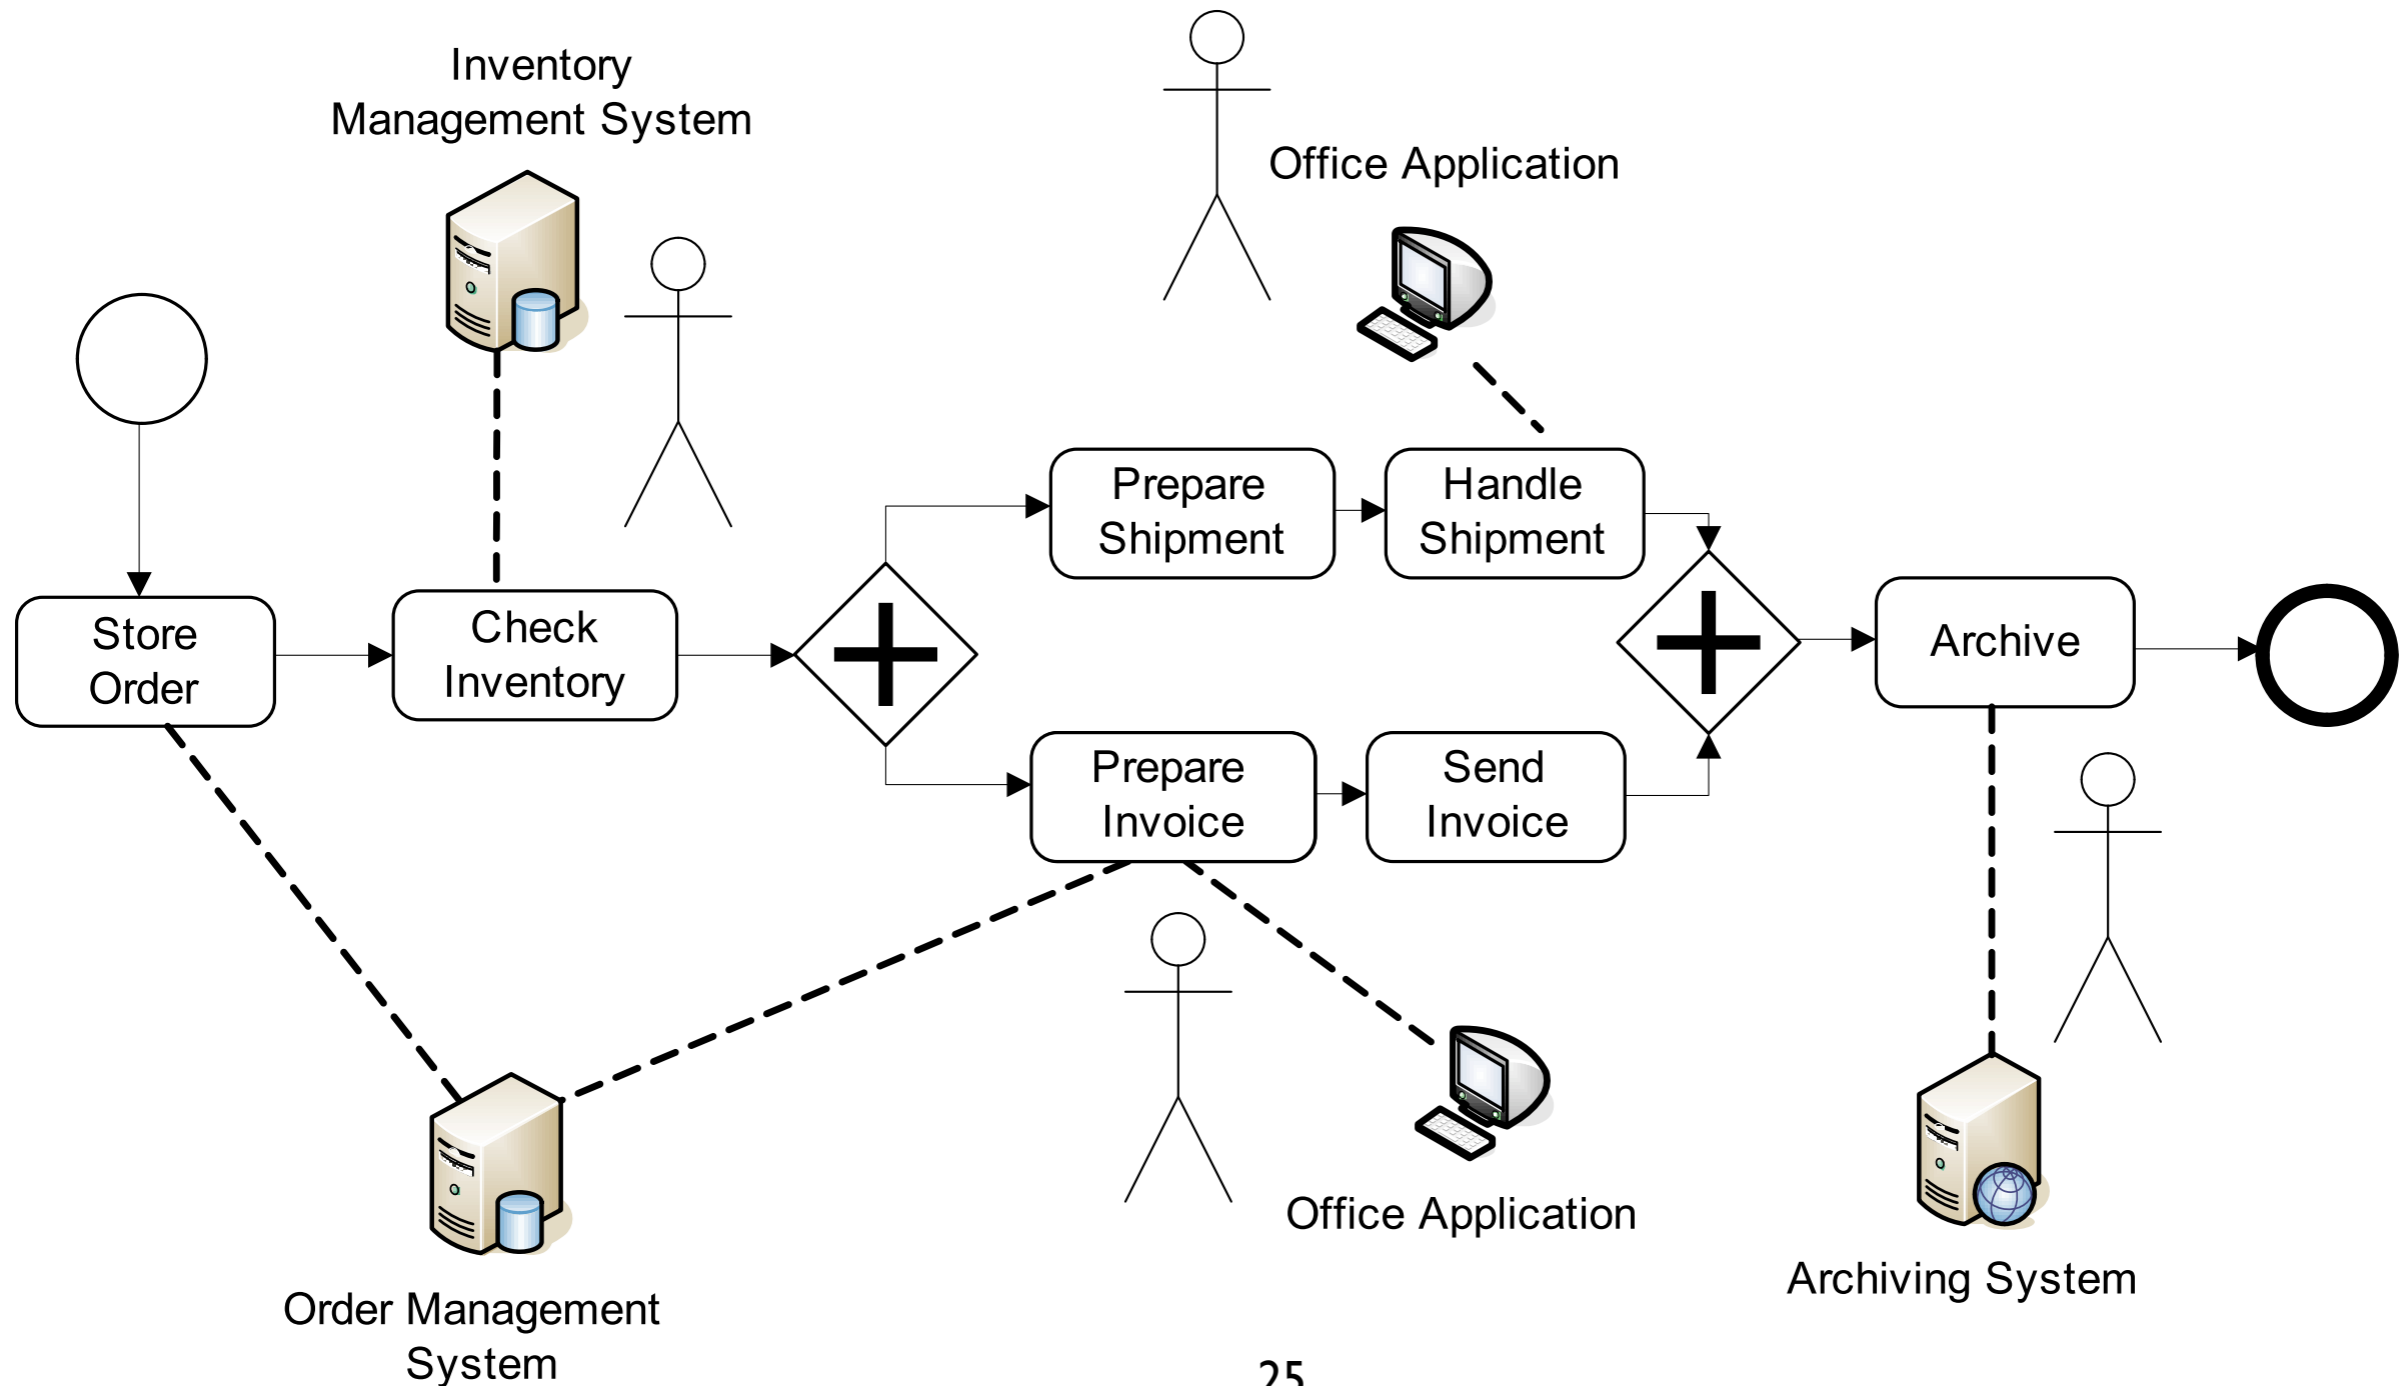 Inventory
Management System
Office Application
Prepare
Shipment
Handle
Shipment
Store
Order
Check
Inventory
Archive
Prepare
Invoice
Send
Invoice
Office Application
Archiving System
Order Management
System
25